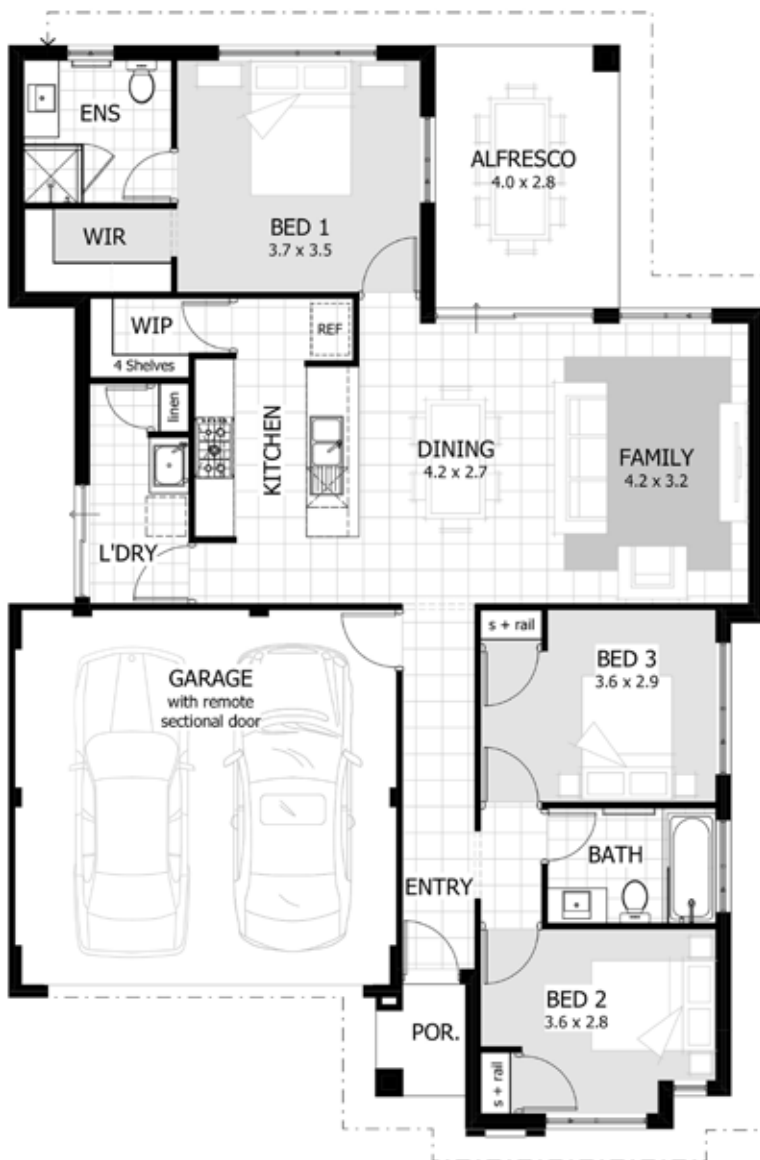 ENS
ALFRESCO
4.0 x 2.8
BED 1
3.7 x 3.5
WIR
WIP
4 Shelves
REF
linen
KITCHEN
DINING
4.2 x 2.7
FAMILY
4.2 x 3.2
L'DRY
GARAGE
with remote
sectional door
s + rail
BED 3
3.6 x 2.9
BATH
ENTRY
BED 2
3.6 x 2.8
POR.
s + rail